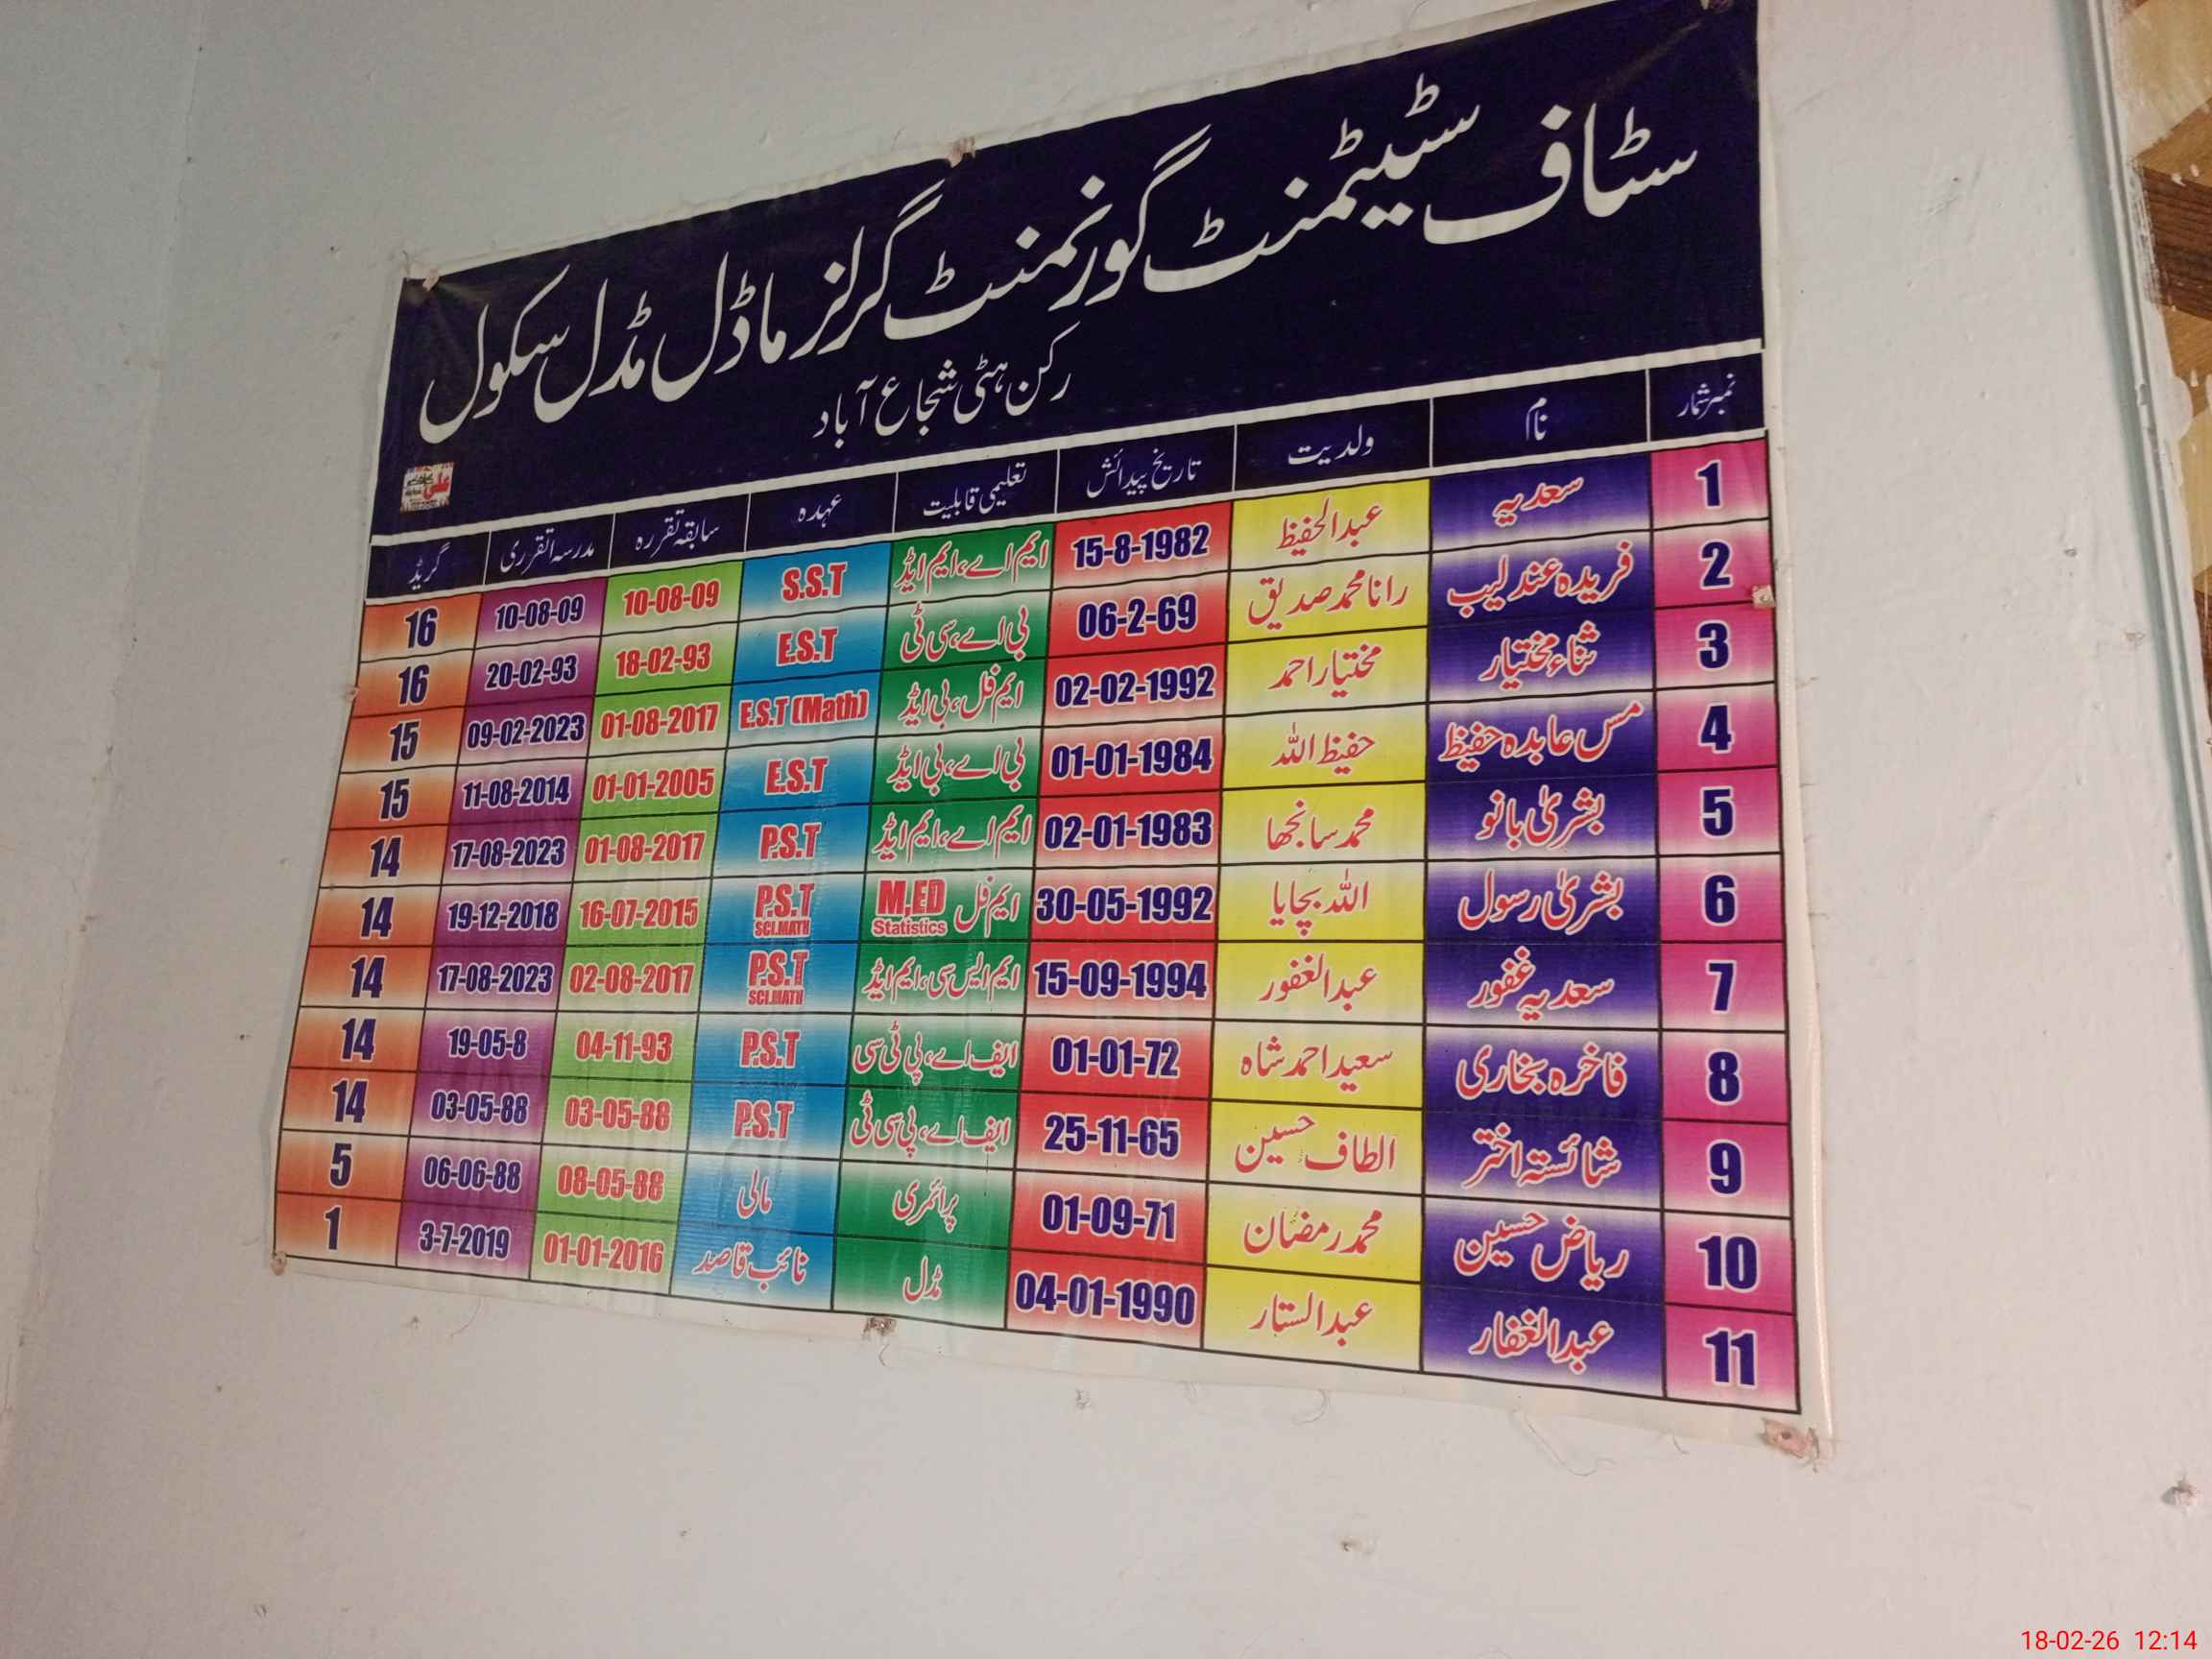 سٹاف سٹیٹمنٹ گورنمنٹ گرلز ماڈل مڈل سکول
رکن ہٹی شجاع آباد
نمبر شمار نام ولدیت تاریخ پیدائش تعلیمی قابلیت عہدہ سابقہ تقررہ مدرسہ اتقرری گریڈ
1 سعدیہ عبدالحفیظ 15-8-1982 ایم اے، ایم ایڈ S.S.T 10-08-09 10-08-09 16
2 فریدہ عندلیب رانا محمد صدیق 06-2-69 بی اے، سی ٹی E.S.T 18-02-93 20-02-93 16
3 ثناء مختیار مختیار احمد 02-02-1992 ایم فل، بی ایڈ E.S.T (Math) 01-08-2017 09-02-2023 15
4 مس عابدہ حفیظ حفیظ اللہ 01-01-1984 بی اے، بی ایڈ E.S.T 01-01-2005 11-08-2014 15
5 بشریٰ بانو محمد سانجھا 02-01-1983 ایم اے، ایم ایڈ P.S.T 01-08-2017 17-08-2023 14
6 بشریٰ رسول اللہ بچایا 30-05-1992 ایم فل M.ED Statistics P.S.T SCI.MATH 16-07-2015 19-12-2018 14
7 سعدیہ غفور عبدالغفور 15-09-1994 ایم ایس سی، ایم ایڈ P.S.T SCI.MATH 02-08-2017 17-08-2023 14
8 فاخرہ بخاری سعید احمد شاہ 01-01-72 ایف اے، پی ٹی سی P.S.T 04-11-93 19-05-8 14
9 شائستہ اختر الطاف حسین 25-11-65 ایف اے، پی سی ٹی P.S.T 03-05-88 03-05-88 14
10 ریاض حسین محمد رمضان 01-09-71 پرائمری مالی 08-05-88 06-06-88 5
11 عبدالغفار عبدالستار 04-01-1990 مڈل نائب قاصد 01-01-2016 3-7-2019 1
علی
18-02-26 12:14